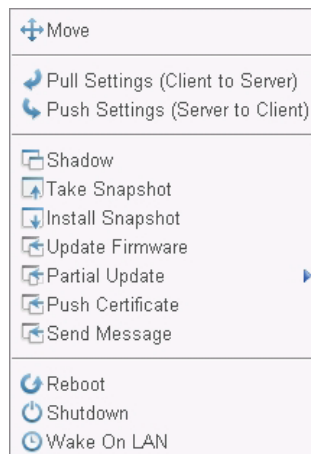 Move
Pull Settings (Client to Server)
Push Settings (Server to Client)
Shadow
Take Snapshot
Install Snapshot
Update Firmware
Partial Update
Push Certificate
Send Message
Reboot
Shutdown
Wake On LAN